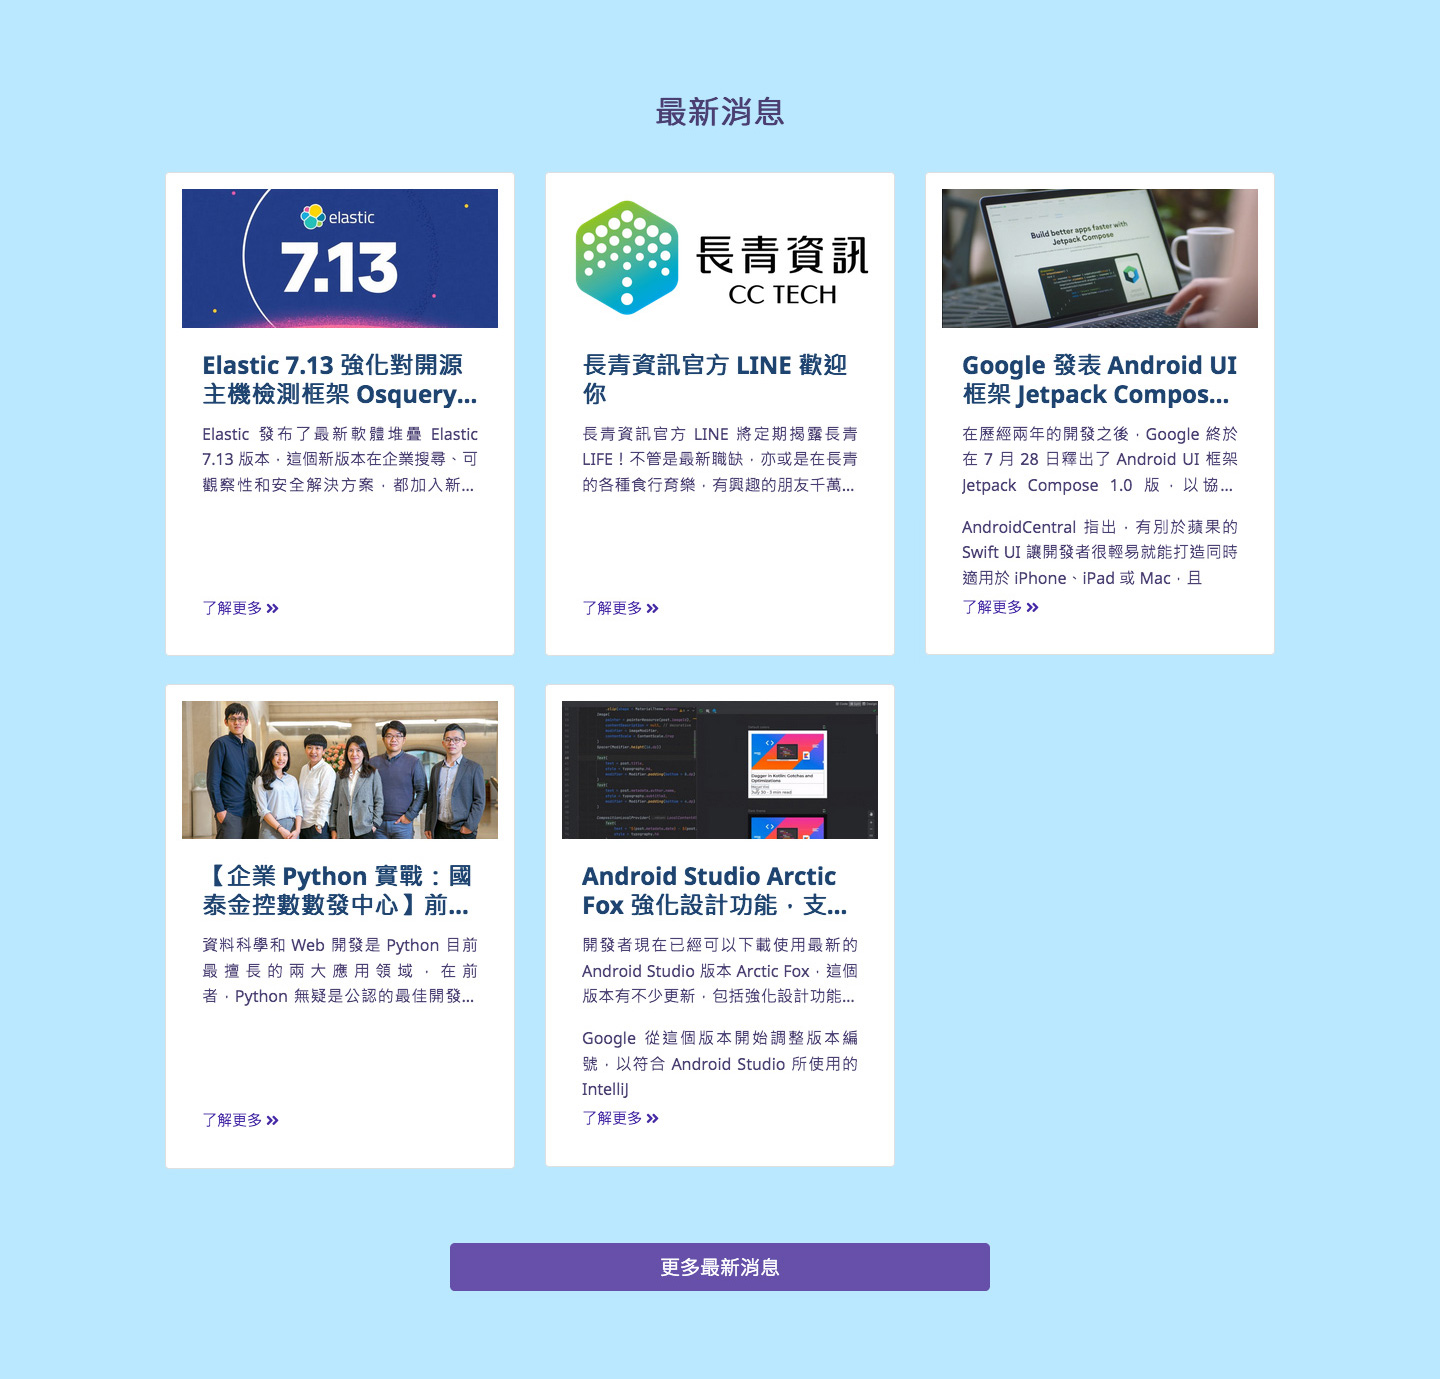 最新消息
elastic
7.13
Elastic 7.13 強化對開源
主機檢測框架 Osquery...
Elastic 發布了最新軟體堆疊 Elastic
7.13 版本，這個新版本在企業搜尋、可
觀察性和安全解決方案，都加入新...
了解更多
長青資訊
CC TECH
長青資訊官方 LINE 歡迎
你
長青資訊官方 LINE 將定期揭露長青
LIFE！不管是最新職缺，亦或是在長青
的各種食行育樂，有興趣的朋友千萬...
了解更多
Build better apps faster with
Jetpack Compose
Google 發表 Android UI
框架 Jetpack Compos...
在歷經兩年的開發之後，Google 終於
在 7 月 28 日釋出了 Android UI 框架
Jetpack Compose 1.0 版，以協...
AndroidCentral 指出，有別於蘋果的
Swift UI 讓開發者很輕易就能打造同時
適用於 iPhone、iPad 或 Mac，且
了解更多
【企業 Python 實戰：國
泰金控數數發中心】前...
資料科學和 Web 開發是 Python 目前
最擅長的兩大應用領域，在前
者，Python 無疑是公認的最佳開發...
了解更多
Dagger in Kotlin: Gotchas and
Optimizations
July 30 · 3 min read
Android Studio Arctic
Fox 強化設計功能，支...
開發者現在已經可以下載使用最新的
Android Studio 版本 Arctic Fox，這個
版本有不少更新，包括強化設計功能...
Google 從這個版本開始調整版本編
號，以符合 Android Studio 所使用的
IntelliJ
了解更多
更多最新消息